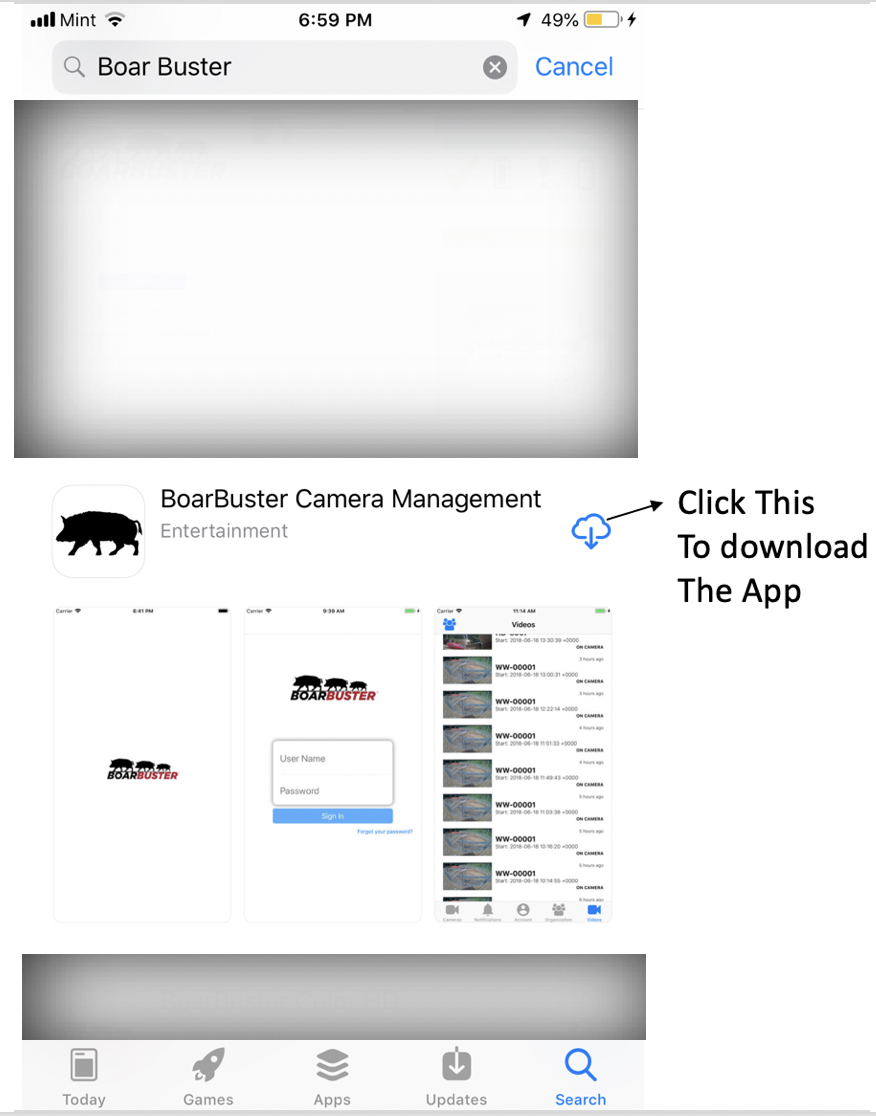 Mint 6:59 PM 49%
Boar Buster Cancel
BoarBuster Camera Management
Entertainment
Click This
To download
The App
Carrier 6:41 PM
BOARBUSTER
Carrier 9:39 AM
BOARBUSTER
User Name
Password
Sign In
Forgot your password?
Carrier 11:14 AM
Videos
Start: 2018-06-18 13:30:39 +0000
ON CAMERA
3 hours ago
WW-00001
Start: 2018-06-18 13:00:31 +0000
ON CAMERA
3 hours ago
WW-00001
Start: 2018-06-18 12:22:14 +0000
ON CAMERA
4 hours ago
WW-00001
Start: 2018-06-18 11:51:33 +0000
ON CAMERA
4 hours ago
WW-00001
Start: 2018-06-18 11:49:43 +0000
ON CAMERA
5 hours ago
WW-00001
Start: 2018-06-18 11:03:36 +0000
ON CAMERA
5 hours ago
WW-00001
Start: 2018-06-18 10:16:20 +0000
ON CAMERA
5 hours ago
WW-00001
Start: 2018-06-18 10:14:55 +0000
ON CAMERA
6 hours ago
Cameras Notifications Account Organization Videos
Today Games Apps Updates Search